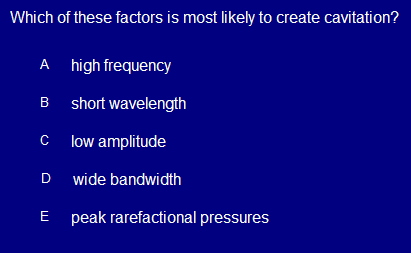 Which of these factors is most likely to create cavitation?
A high frequency
B short wavelength
C low amplitude
D wide bandwidth
E peak rarefactional pressures